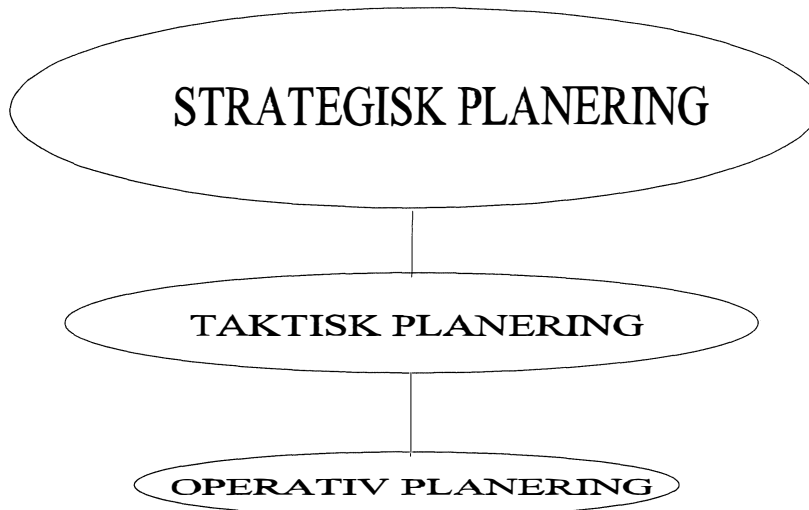 STRATEGISK PLANERING
TAKTISK PLANERING
OPERATIV PLANERING